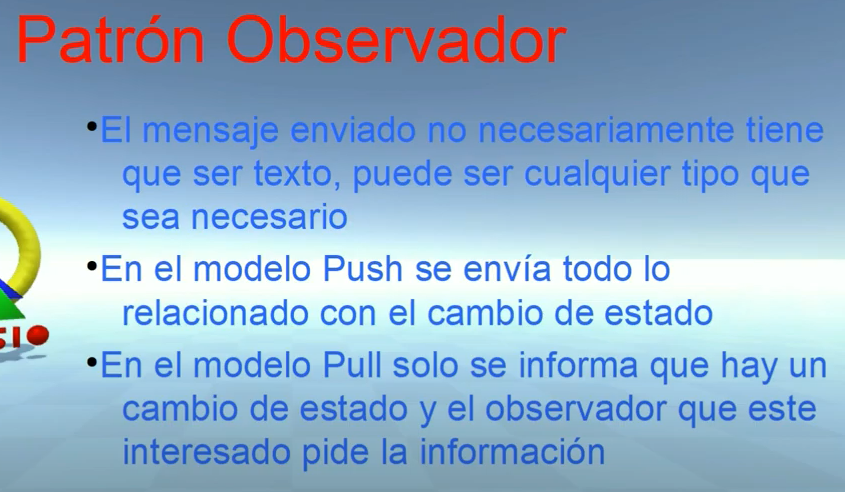 Patrón Observador
•El mensaje enviado no necesariamente tiene
que ser texto, puede ser cualquier tipo que
sea necesario
•En el modelo Push se envía todo lo
relacionado con el cambio de estado
•En el modelo Pull solo se informa que hay un
cambio de estado y el observador que este
interesado pide la información